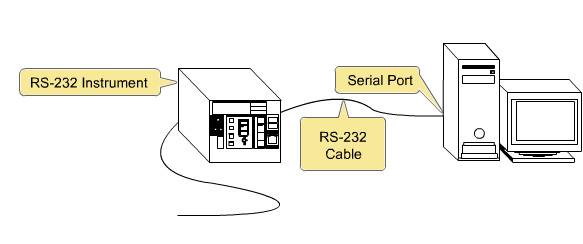 RS-232 Instrument
Serial Port
RS-232
Cable